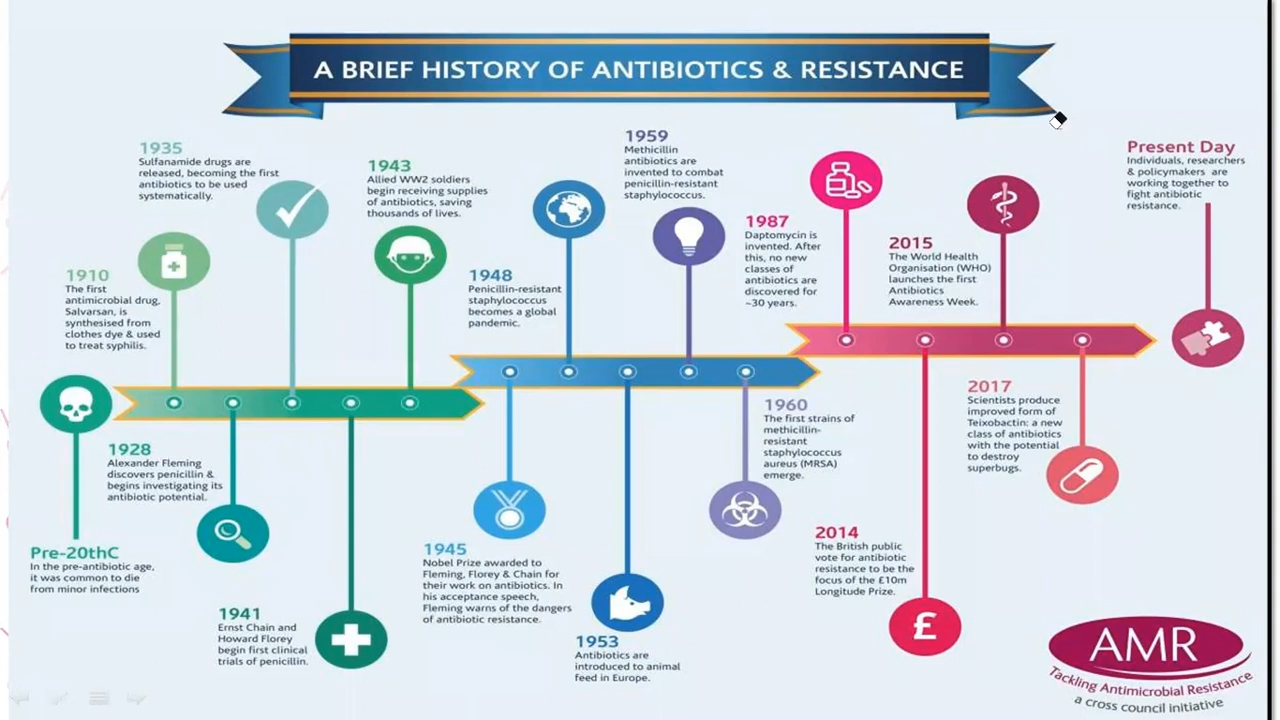 A BRIEF HISTORY OF ANTIBIOTICS & RESISTANCE
Pre-20thC
In the pre-antibiotic age,
it was common to die
from minor infections
1910
The first
antimicrobial drug,
Salvarsan, is
synthesised from
clothes dye & used
to treat syphilis.
1928
Alexander Fleming
discovers penicillin &
begins investigating its
antibiotic potential.
1935
Sulfanamide drugs are
released, becoming the first
antibiotics to be used
systematically.
1941
Ernst Chain and
Howard Florey
begin first clinical
trials of penicillin.
1943
Allied WW2 soldiers
begin receiving supplies
of antibiotics, saving
thousands of lives.
1945
Nobel Prize awarded to
Fleming, Florey & Chain for
their work on antibiotics. In
his acceptance speech,
Fleming warns of the dangers
of antibiotic resistance.
1948
Penicillin-resistant
staphylococcus
becomes a global
pandemic.
1953
Antibiotics are
introduced to animal
feed in Europe.
1959
Methicillin
antibiotics are
invented to combat
penicillin-resistant
staphylococcus.
1960
The first strains of
methicillin-
resistant
staphylococcus
aureus (MRSA)
emerge.
1987
Daptomycin is
invented. After
this, no new
classes of
antibiotics are
discovered for
~30 years.
2014
The British public
vote for antibiotic
resistance to be the
focus of the £10m
Longitude Prize.
£
2015
The World Health
Organisation (WHO)
launches the first
Antibiotics
Awareness Week.
2017
Scientists produce
improved form of
Teixobactin: a new
class of antibiotics
with the potential
to destroy
superbugs.
Present Day
Individuals, researchers
& policymakers are
working together to
fight antibiotic
resistance.
AMR
Tackling Antimicrobial Resistance
a cross council initiative